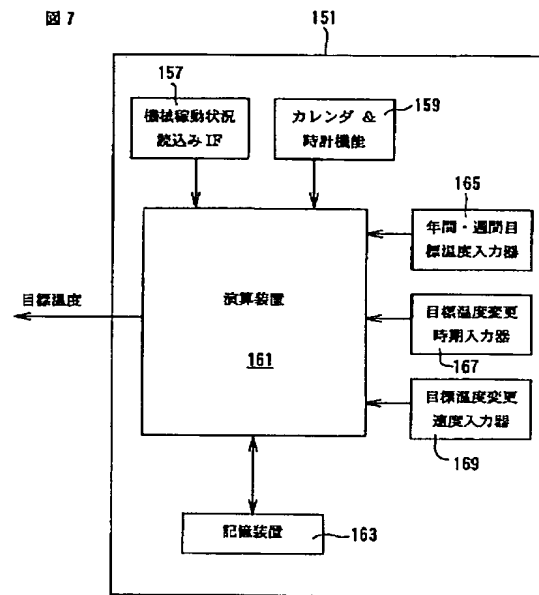 図7
151
157
機械稼動状況
読込みIF
カレンダ &
時計機能
159
165
年間・週間目
標温度入力器
目標温度
演算装置
161
目標温度変更
時期入力器
167
目標温度変更
速度入力器
169
記憶装置
163